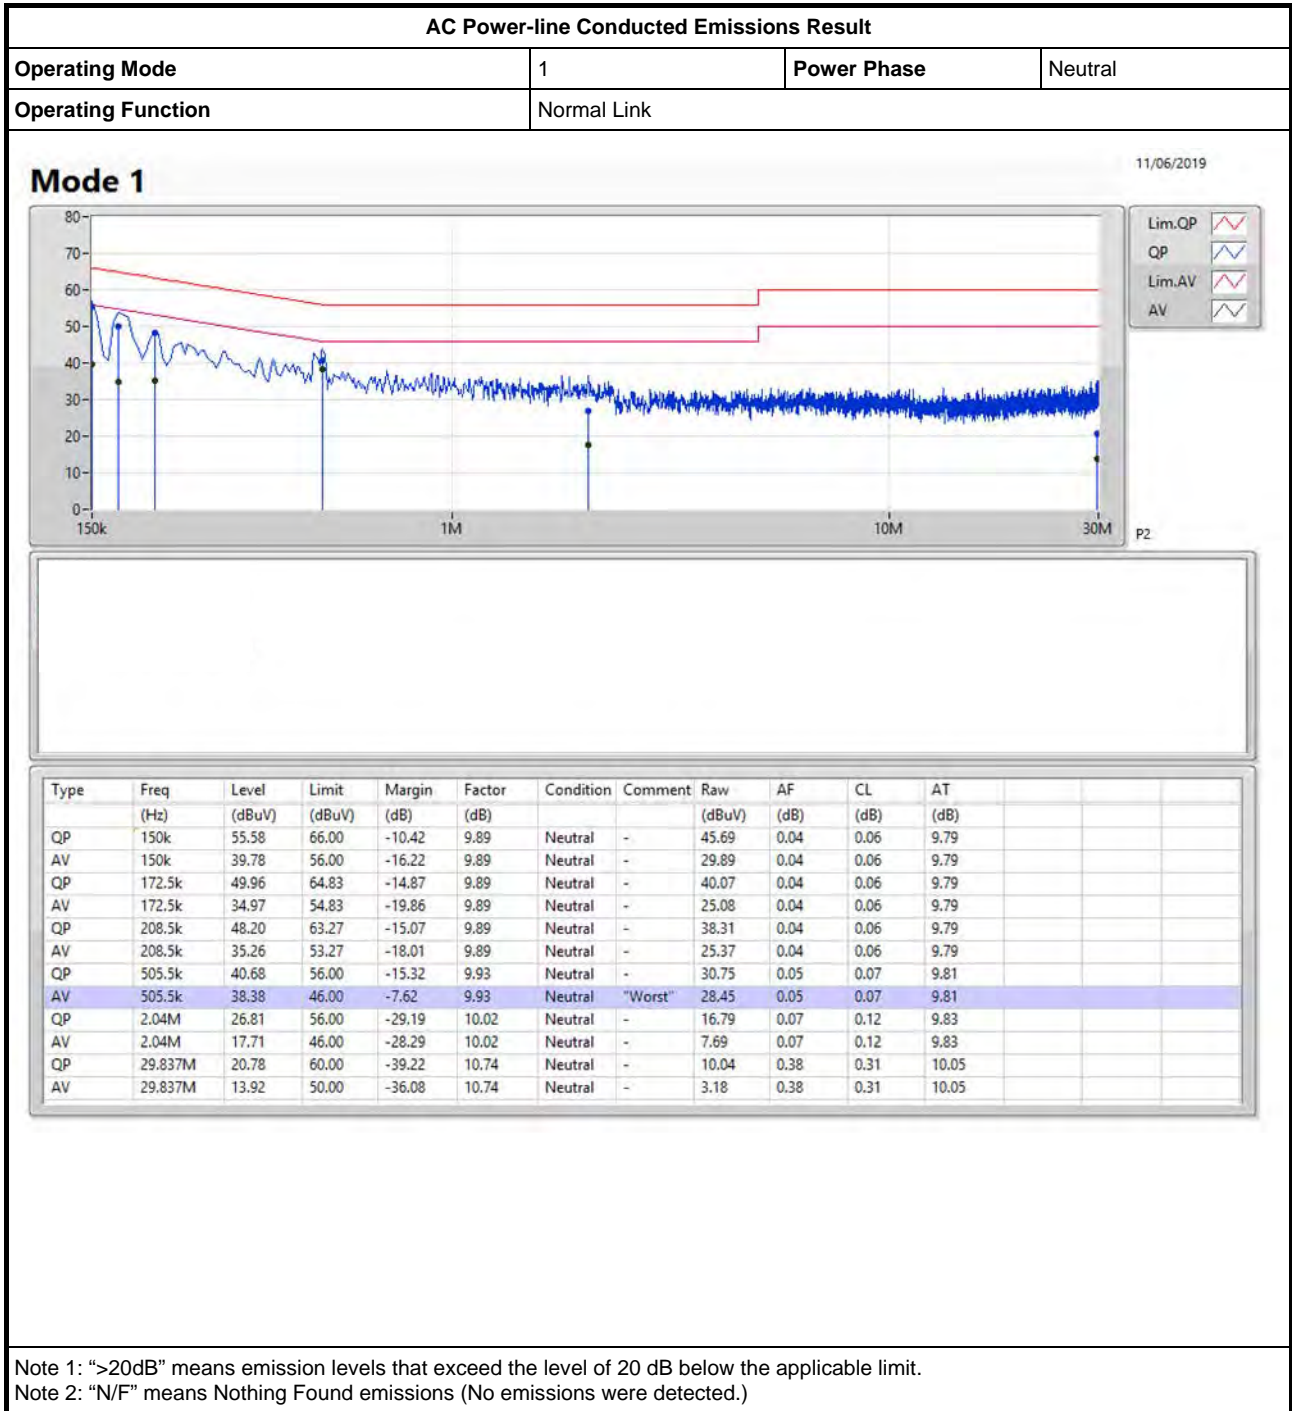 AC Power-line Conducted Emissions Result
Operating Mode 1 Power Phase Neutral
Operating Function Normal Link
11/06/2019
Mode 1
80
70
60
50
40
30
20
10
0
150k 1M 10M 30M
Lim.QP
QP
Lim.AV
AV
P2
Type Freq Level Limit Margin Factor Condition Comment Raw AF CL AT
(Hz) (dBuV) (dBuV) (dB) (dB) (dBuV) (dB) (dB) (dB)
QP 150k 55.58 66.00 -10.42 9.89 Neutral - 45.69 0.04 0.06 9.79
AV 150k 39.78 56.00 -16.22 9.89 Neutral - 29.89 0.04 0.06 9.79
QP 172.5k 49.96 64.83 -14.87 9.89 Neutral - 40.07 0.04 0.06 9.79
AV 172.5k 34.97 54.83 -19.86 9.89 Neutral - 25.08 0.04 0.06 9.79
QP 208.5k 48.20 63.27 -15.07 9.89 Neutral - 38.31 0.04 0.06 9.79
AV 208.5k 35.26 53.27 -18.01 9.89 Neutral - 25.37 0.04 0.06 9.79
QP 505.5k 40.68 56.00 -15.32 9.93 Neutral - 30.75 0.05 0.07 9.81
AV 505.5k 38.38 46.00 -7.62 9.93 Neutral "Worst" 28.45 0.05 0.07 9.81
QP 2.04M 26.81 56.00 -29.19 10.02 Neutral - 16.79 0.07 0.12 9.83
AV 2.04M 17.71 46.00 -28.29 10.02 Neutral - 7.69 0.07 0.12 9.83
QP 29.837M 20.78 60.00 -39.22 10.74 Neutral - 10.04 0.38 0.31 10.05
AV 29.837M 13.92 50.00 -36.08 10.74 Neutral - 3.18 0.38 0.31 10.05
Note 1: “>20dB” means emission levels that exceed the level of 20 dB below the applicable limit.
Note 2: “N/F” means Nothing Found emissions (No emissions were detected.)